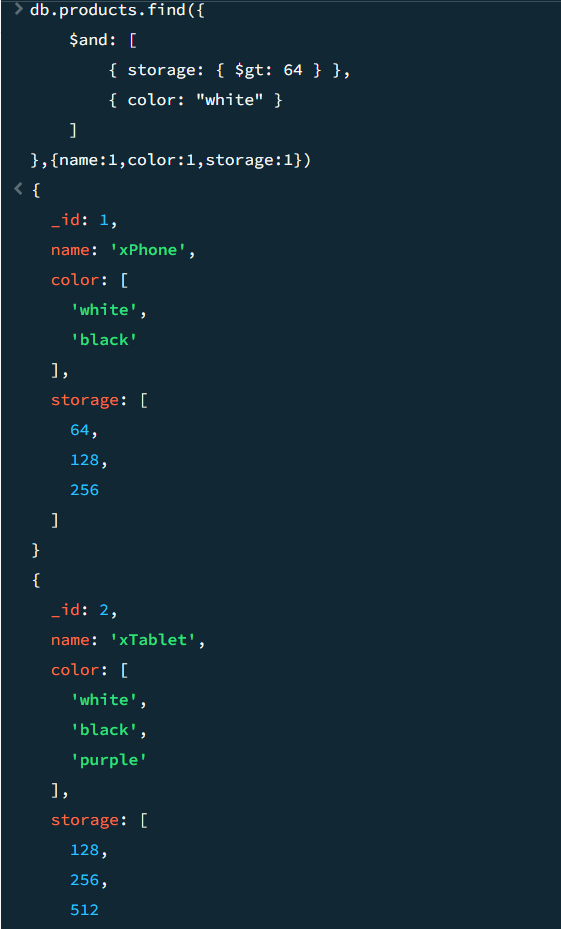 > db.products.find({
$and: [
{ storage: { $gt: 64 } },
{ color: "white" }
]
},{name:1,color:1,storage:1})
< {
_id: 1,
name: 'xPhone',
color: [
'white',
'black'
],
storage: [
64,
128,
256
]
}
{
_id: 2,
name: 'xTablet',
color: [
'white',
'black',
'purple'
],
storage: [
128,
256,
512